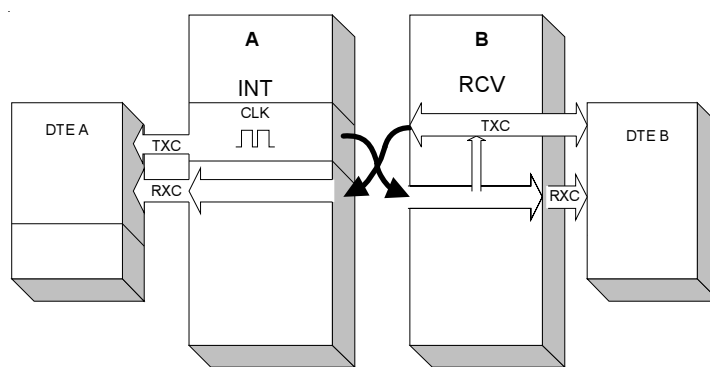 A
B
INT
RCV
CLK
DTE A
TXC
TXC
DTE B
RXC
RXC